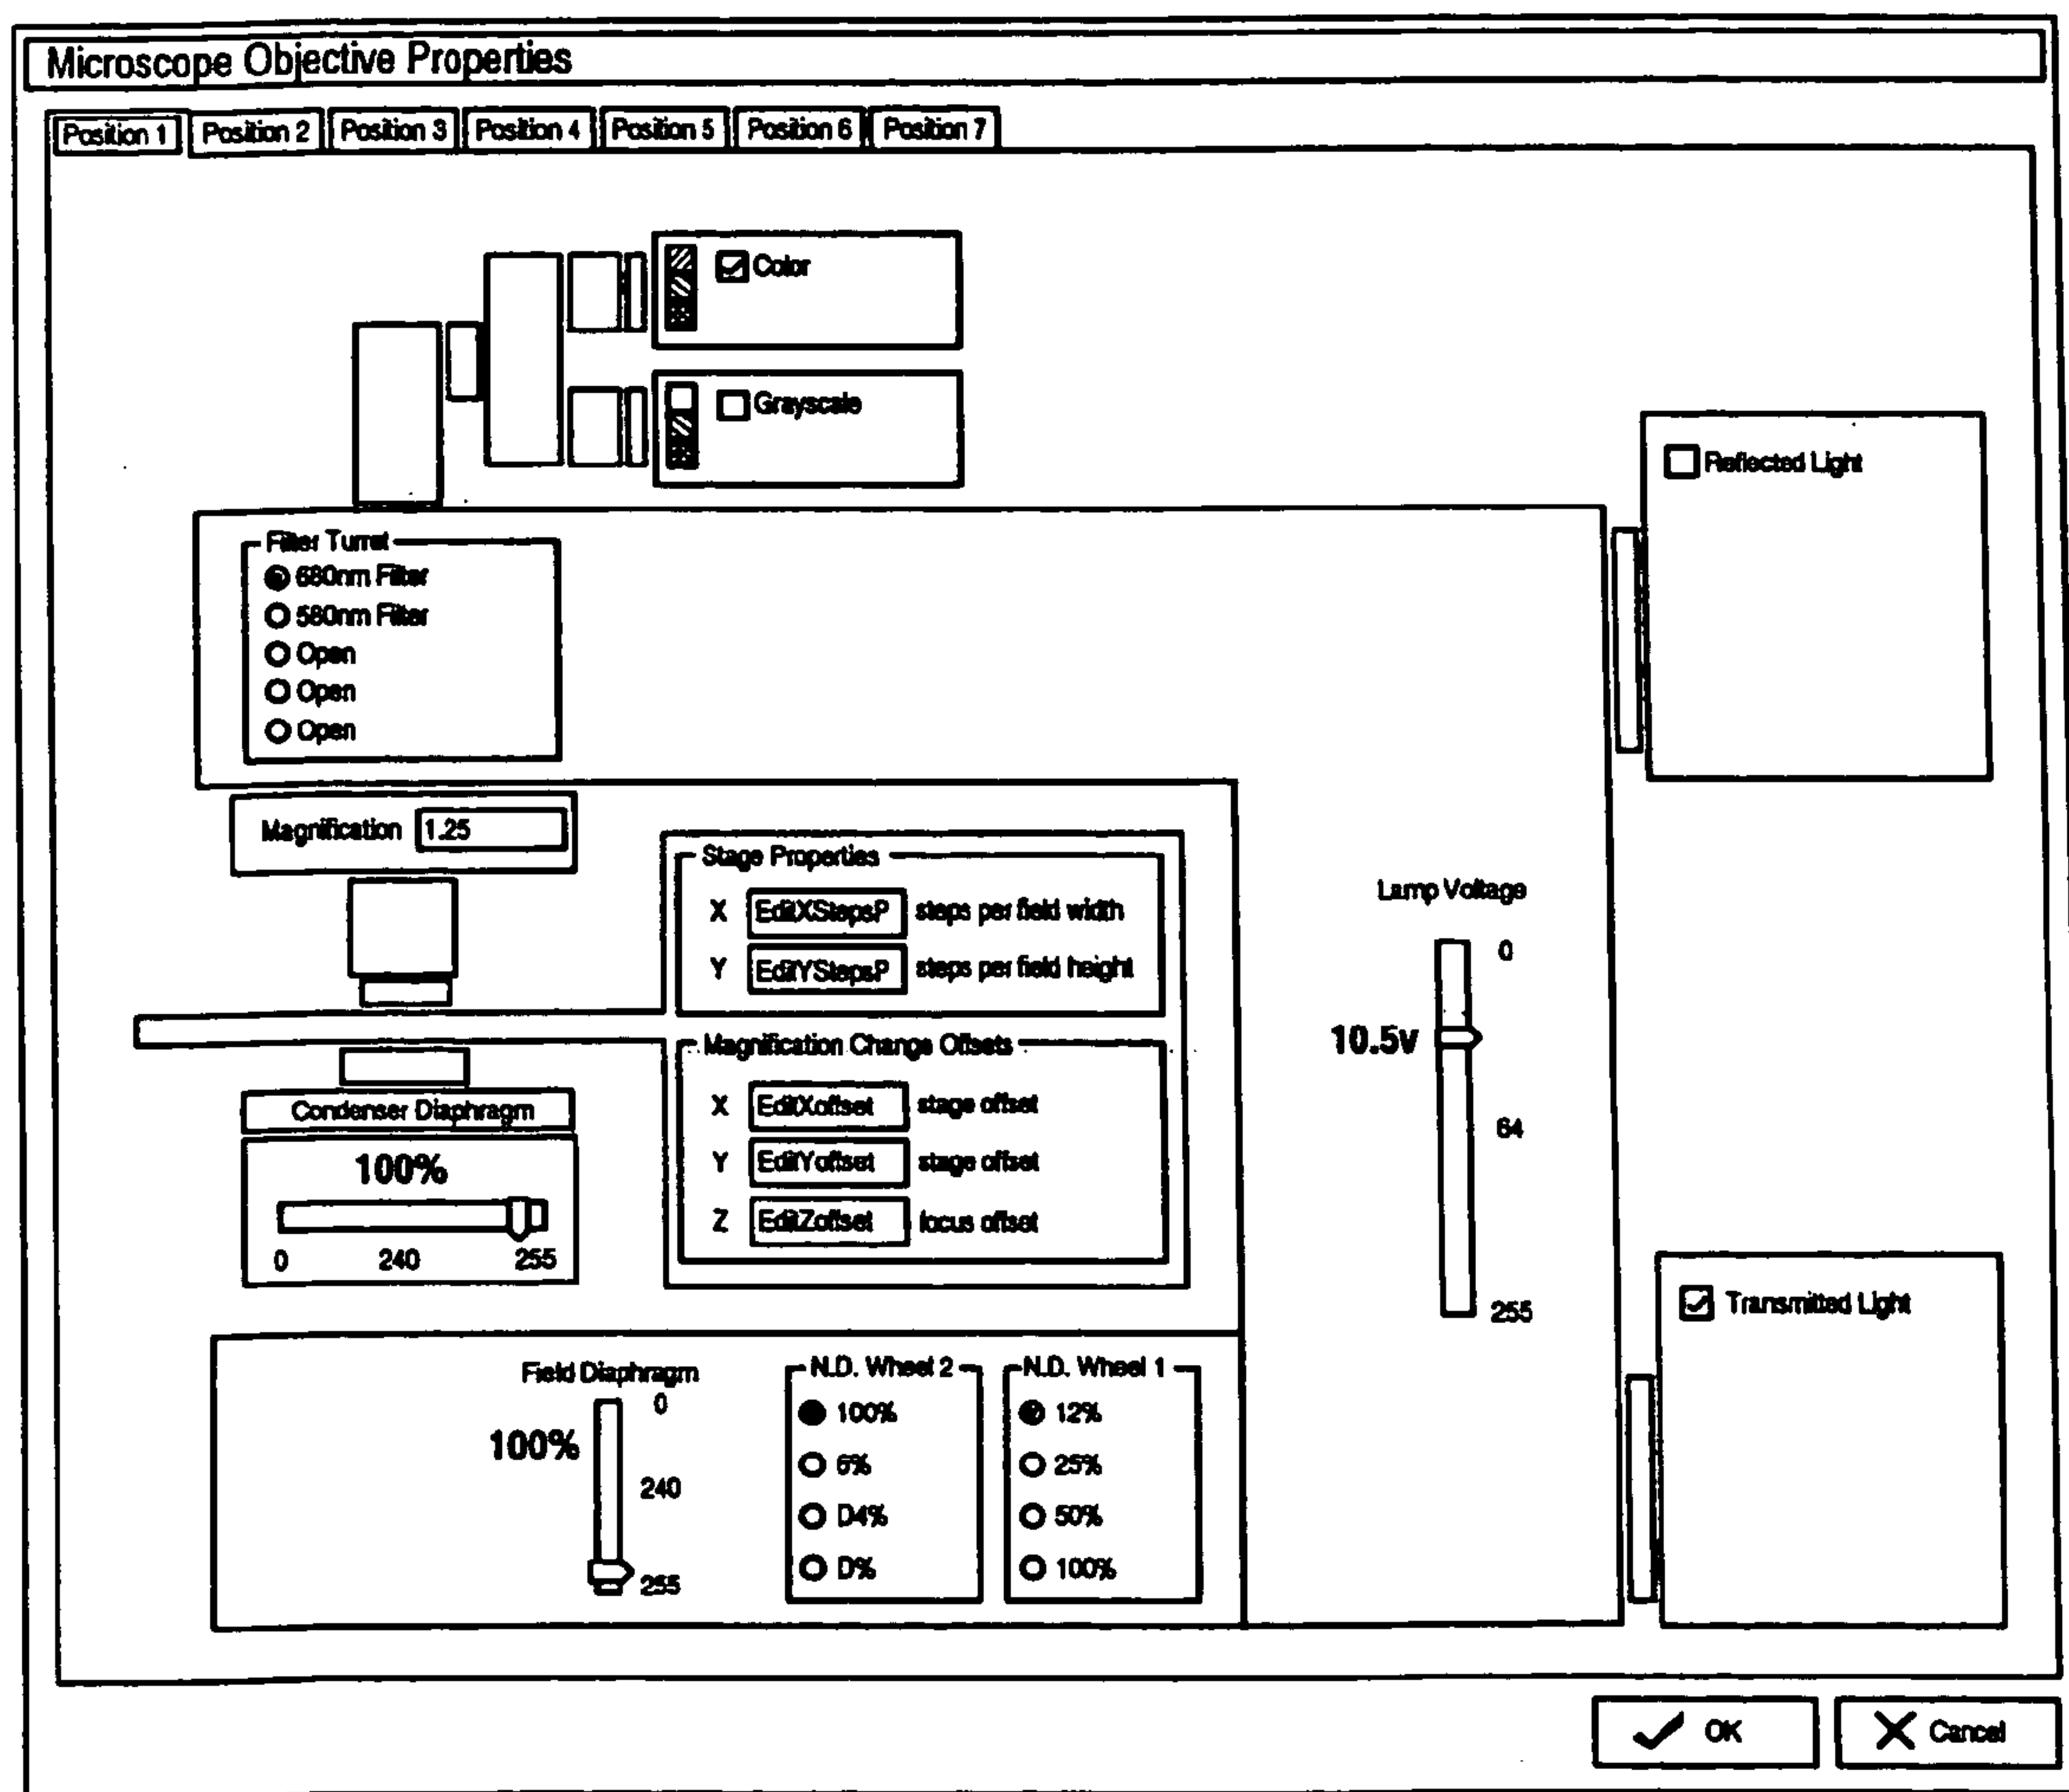 Microscope Objective Properties
Position 1 Position 2 Position 3 Position 4 Position 5 Position 6 Position 7
Color
Grayscale
Reflected Light
Filter Turret
680nm Filter
580nm Filter
Open
Open
Open
Magnification 1.25
Stage Properties
X EditXStepsP steps per field width
Y EditYStepsP steps per field height
Magnification Change Offsets
X EditXoffset stage offset
Y EditYoffset stage offset
Z EditZoffset focus offset
Condenser Diaphragm
100%
0 240 255
Lamp Voltage
0
10.5v
64
255
Transmitted Light
Field Diaphragm
0
100%
240
255
N.D. Wheel 2
100%
6%
D4%
D%
N.D. Wheel 1
12%
25%
50%
100%
OK Cancel